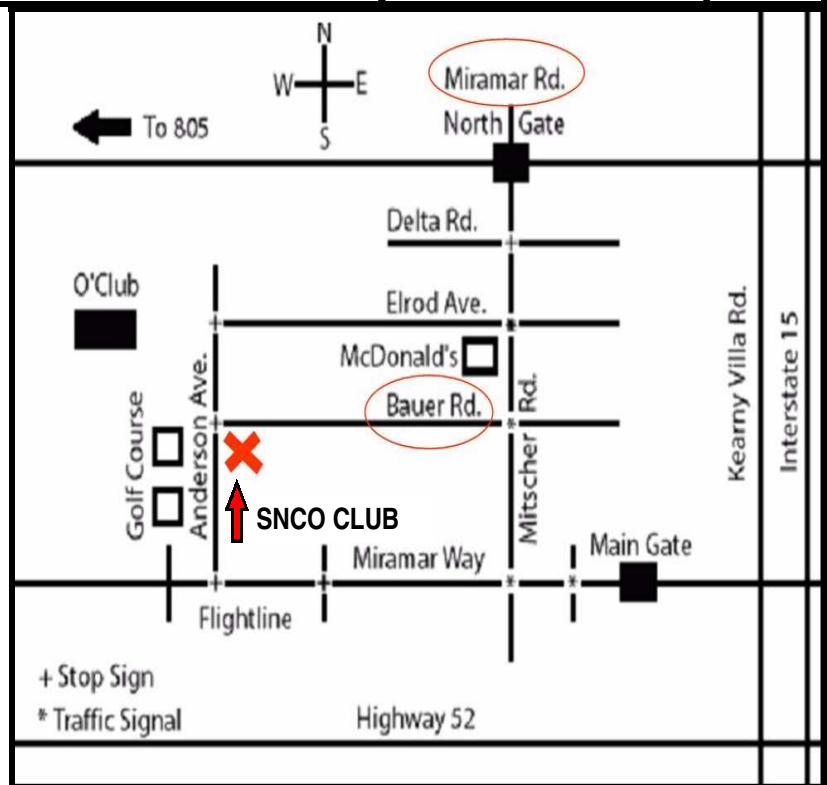 N
W E
S
Miramar Rd.
North Gate
To 805
Delta Rd.
O'Club
Elrod Ave.
McDonald's
Bauer Rd.
Mitscher Rd.
Kearny Villa Rd.
Interstate 15
Golf Course
Anderson Ave.
SNCO CLUB
Main Gate
Miramar Way
Flightline
+ Stop Sign
* Traffic Signal
Highway 52